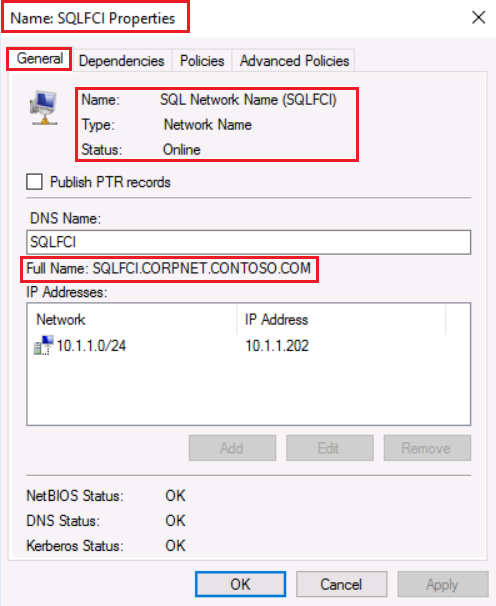 Name: SQLFCI Properties
General Dependencies Policies Advanced Policies
Name: SQL Network Name (SQLFCI)
Type: Network Name
Status: Online
Publish PTR records
DNS Name:
SQLFCI
Full Name: SQLFCI.CORPNET.CONTOSO.COM
IP Addresses:
Network IP Address
10.1.1.0/24 10.1.1.202
Add Edit Remove
NetBIOS Status: OK
DNS Status: OK
Kerberos Status: OK
OK Cancel Apply